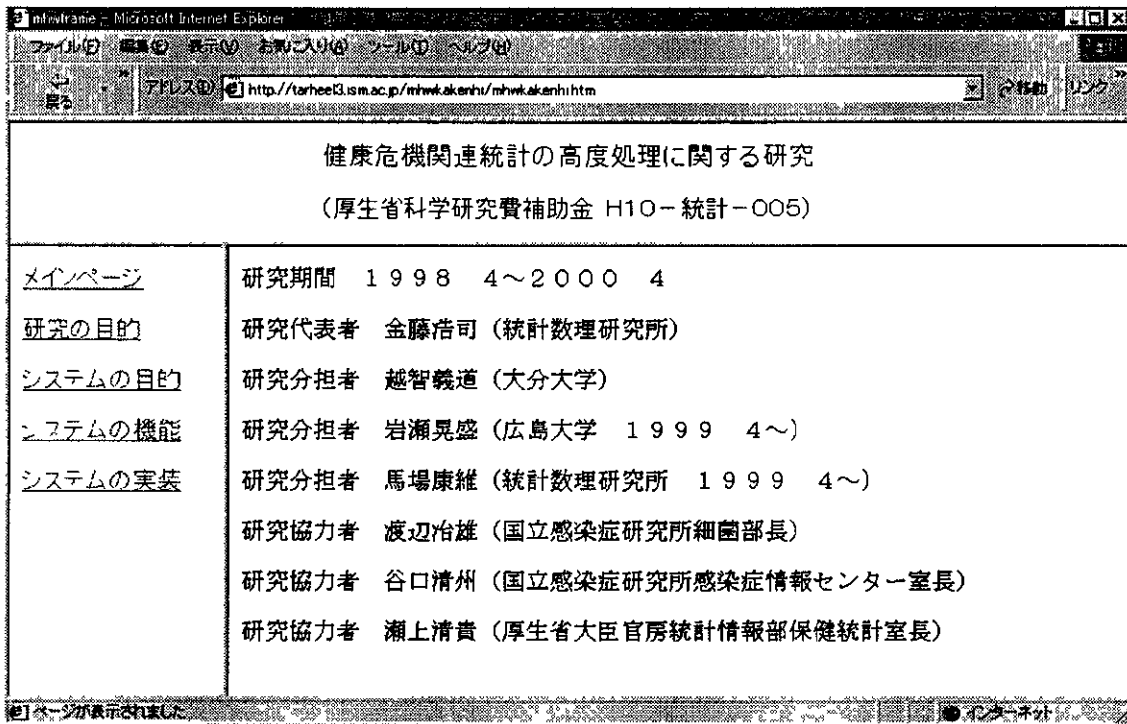 mhwframe - Microsoft Internet Explorer
ファイル(F) 編集(E) 表示(V) お気に入り(A) ツール(T) ヘルプ(H)
戻る アドレス(D) http://tarheel3.ism.ac.jp/mhwkakenhi/mhwkakenhi.htm 移動 リンク
健康危機関連統計の高度処理に関する研究
（厚生省科学研究費補助金 H10－統計－005）
メインページ
研究の目的
システムの目的
システムの機能
システムの実装
研究期間　１９９８　４～２０００　４
研究代表者　金藤浩司（統計数理研究所）
研究分担者　越智義道（大分大学）
研究分担者　岩瀬晃盛（広島大学　１９９９　４～）
研究分担者　馬場康維（統計数理研究所　１９９９　４～）
研究協力者　渡辺治雄（国立感染症研究所細菌部長）
研究協力者　谷口清州（国立感染症研究所感染症情報センター室長）
研究協力者　瀬上清貴（厚生省大臣官房統計情報部保健統計室長）
ページが表示されました インターネット